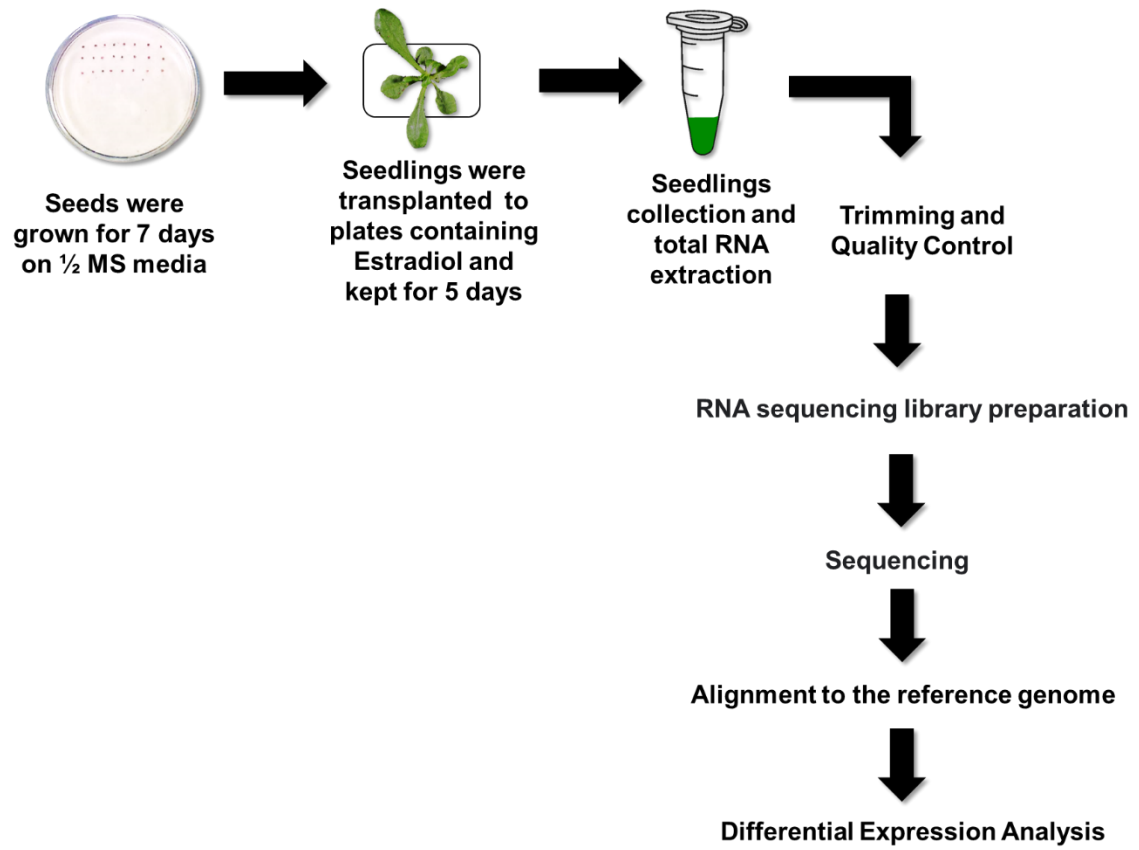 Seeds were
grown for 7 days
on ½ MS media
Seedlings were
transplanted to
plates containing
Estradiol and
kept for 5 days
Seedlings
collection and
total RNA
extraction
Trimming and
Quality Control
RNA sequencing library preparation
Sequencing
Alignment to the reference genome
Differential Expression Analysis